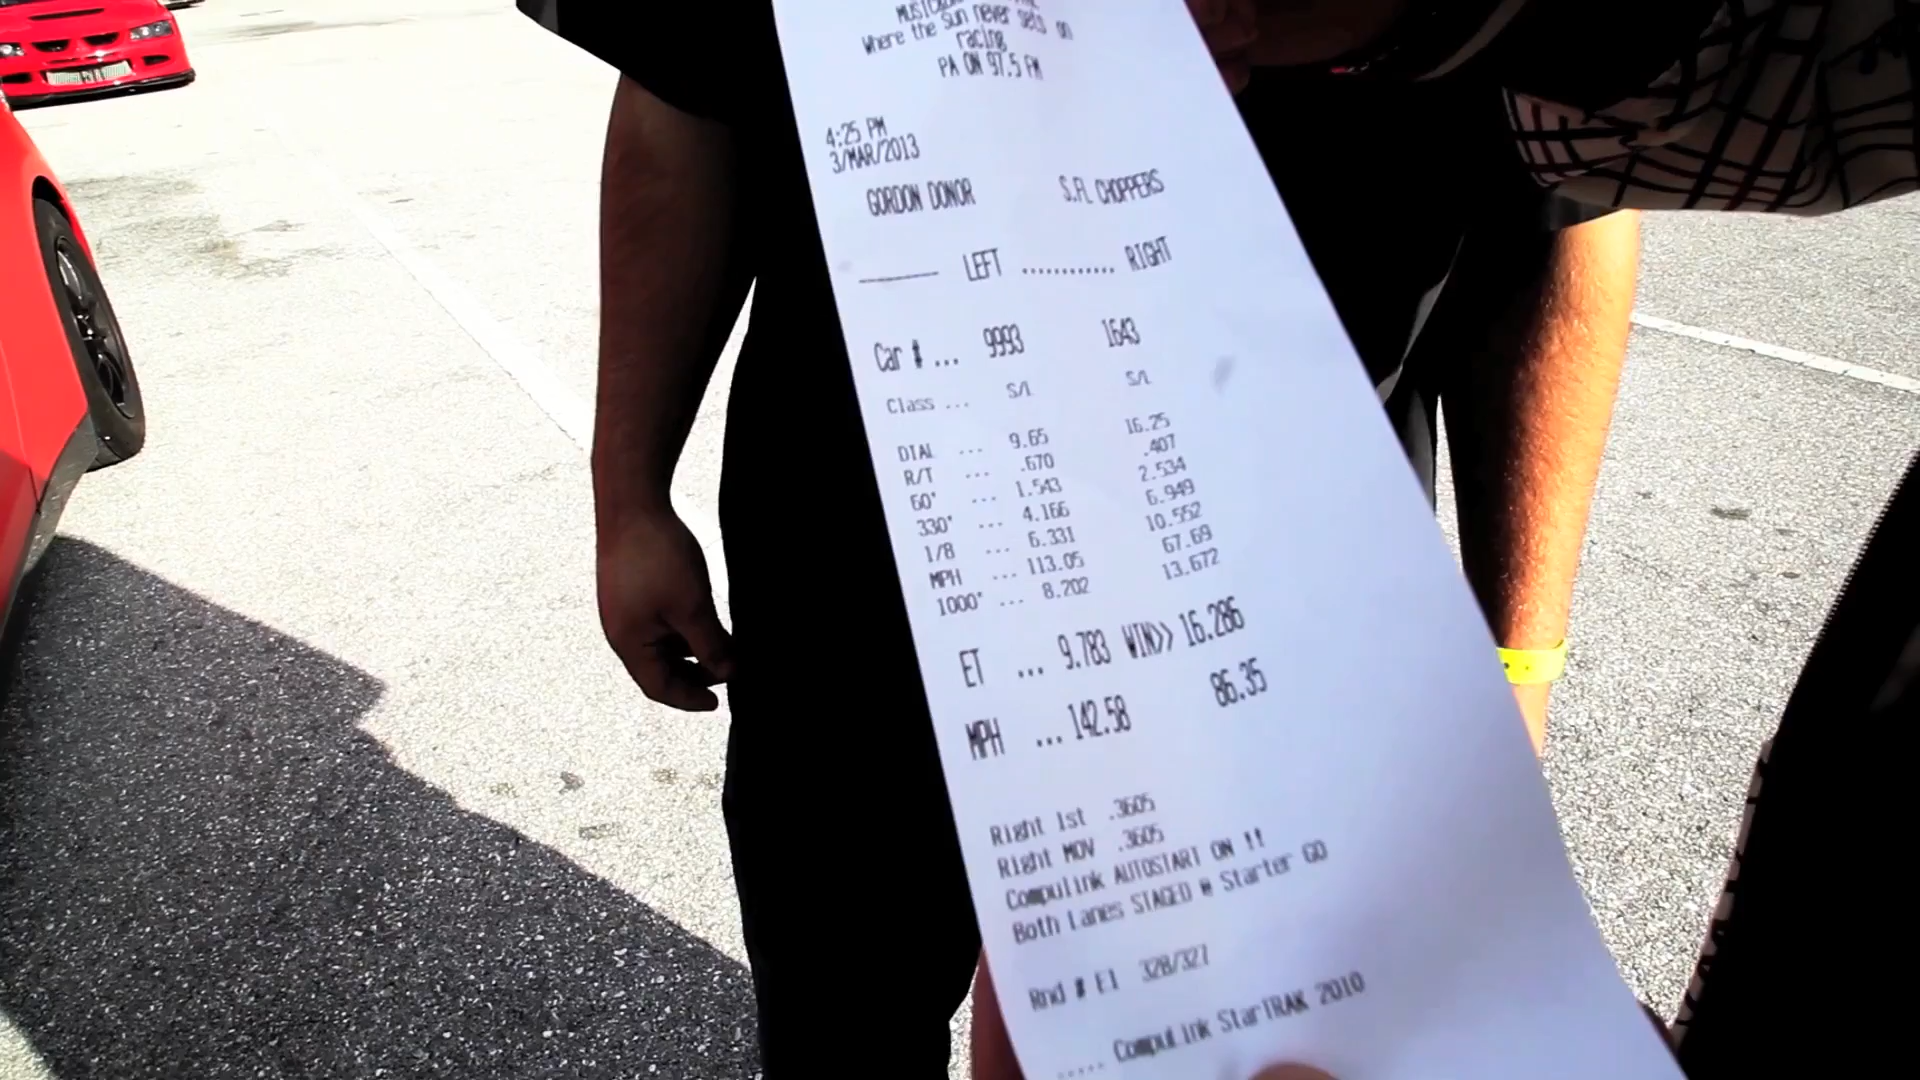 Where the sun never sets on
racing
PA ON 97.5 FM
4:25 PM
3/MAR/2013
GORDON DONOR S.FL CHOPPERS
LEFT ............ RIGHT
Car # ... 9993 1643
Class ... S/L S/L
DIAL ... 9.65 16.25
R/T ... .670 .407
60' ... 1.543 2.534
330' ... 4.166 6.949
1/8 ... 6.331 10.552
MPH ... 113.05 67.69
1000' ... 8.202 13.672
ET ... 9.783 WIN>> 16.286
MPH ... 142.58 86.35
Right 1st .3605
Right MOV .3605
Compulink AUTOSTART ON !!
Both Lanes STAGED @ Starter GO
Rnd # E1 328/327
..... CompuLink StarTRAK 2010